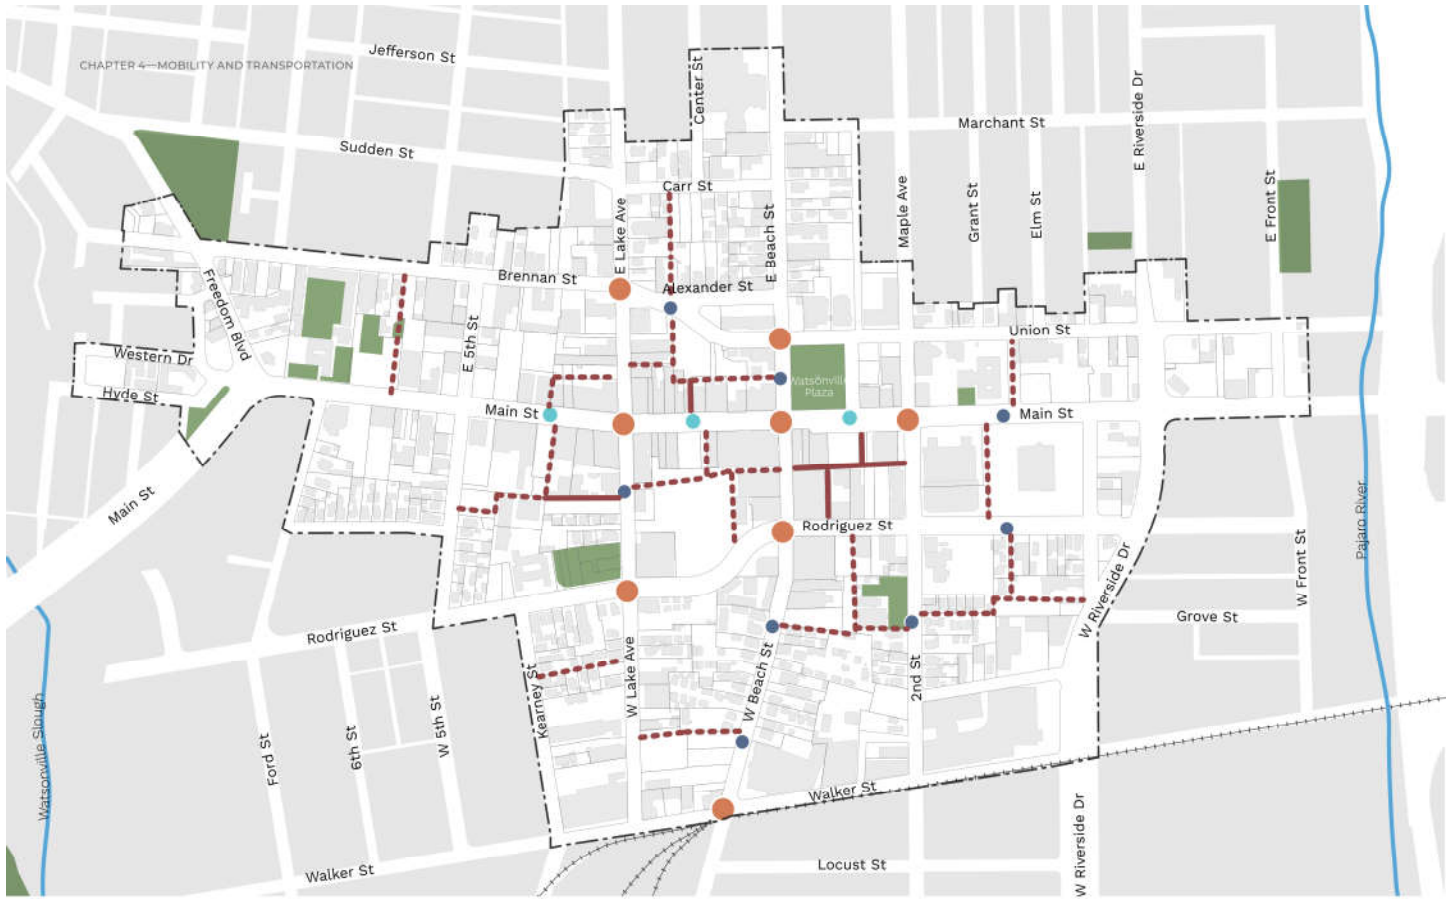 Jefferson St
CHAPTER 4—MOBILITY AND TRANSPORTATION
Center St
Marchant St
E Riverside Dr
Sudden St
Carr St
Maple Ave
Grant St
Elm St
E Front St
E Lake Ave
E Beach St
Brennan St
Alexander St
Freedom Blvd
Union St
E 5th St
Western Dr
Watsonville
Plaza
Hyde St
Main St
Main St
Main St
Rodriguez St
Pajaro River
W Front St
W Riverside Dr
Grove St
Rodriguez St
Kearney St
W Lake Ave
W Beach St
2nd St
Watsonville Slough
Ford St
6th St
W 5th St
Walker St
W Riverside Dr
Walker St
Locust St